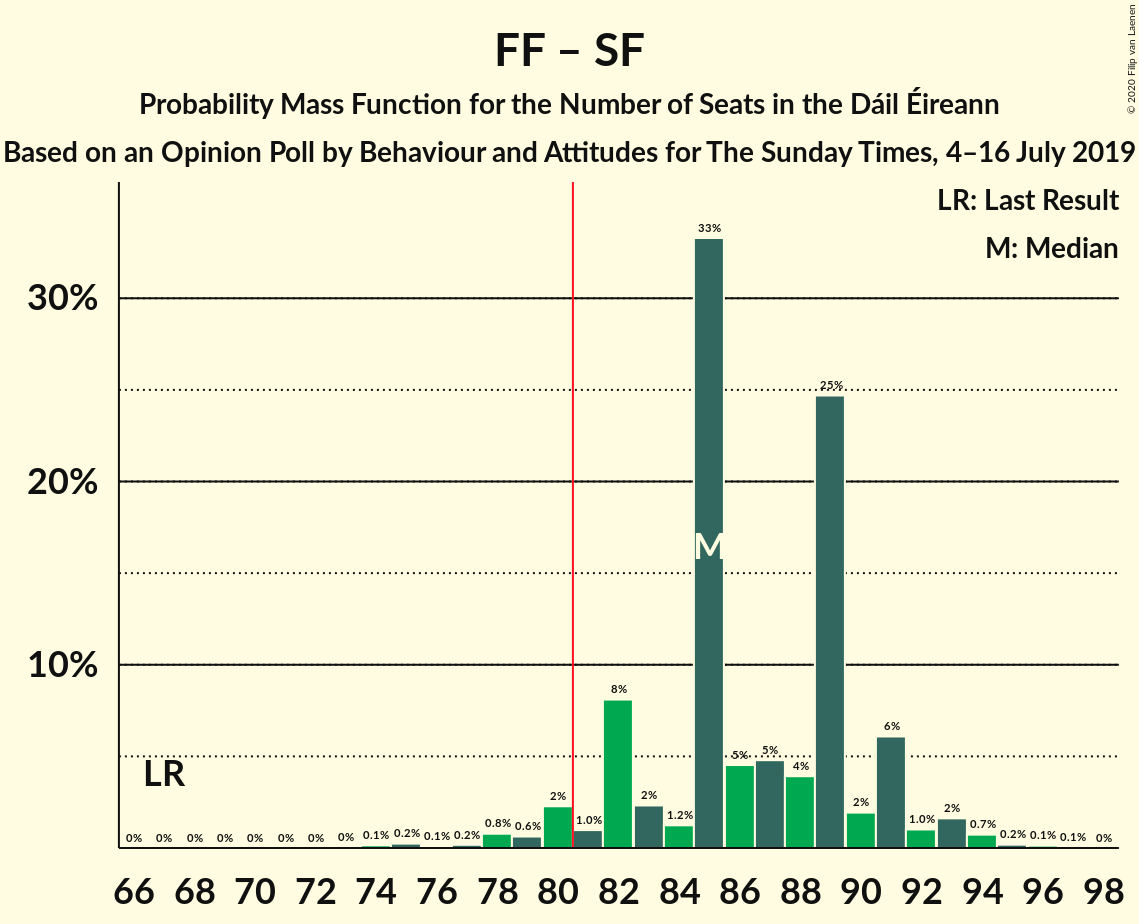 FF – SF
Probability Mass Function for the Number of Seats in the Dáil Éireann
Based on an Opinion Poll by Behaviour and Attitudes for The Sunday Times, 4–16 July 2019
© 2020 Filip van Laenen
LR: Last Result
M: Median
33%
30%
25%
20%
M
10%
8%
6%
5% 5%
4%
LR
2% 2% 2% 2%
0% 0% 0% 0% 0% 0% 0% 0% 0.1% 0.2% 0.1% 0.2% 0.8% 0.6% 1.0% 1.2% 1.0% 0.7% 0.2% 0.1% 0.1% 0%
66 68 70 72 74 76 78 80 82 84 86 88 90 92 94 96 98